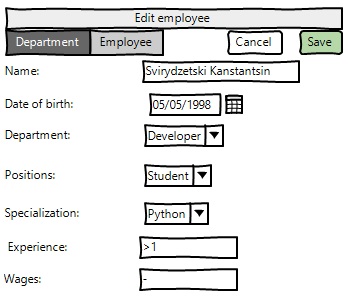 Edit employee
Department Employee Cancel Save
Name: Svirydzetski Kanstantsin
Date of birth: 05/05/1998
Department: Developer
Positions: Student
Specialization: Python
Experience: >1
Wages: -